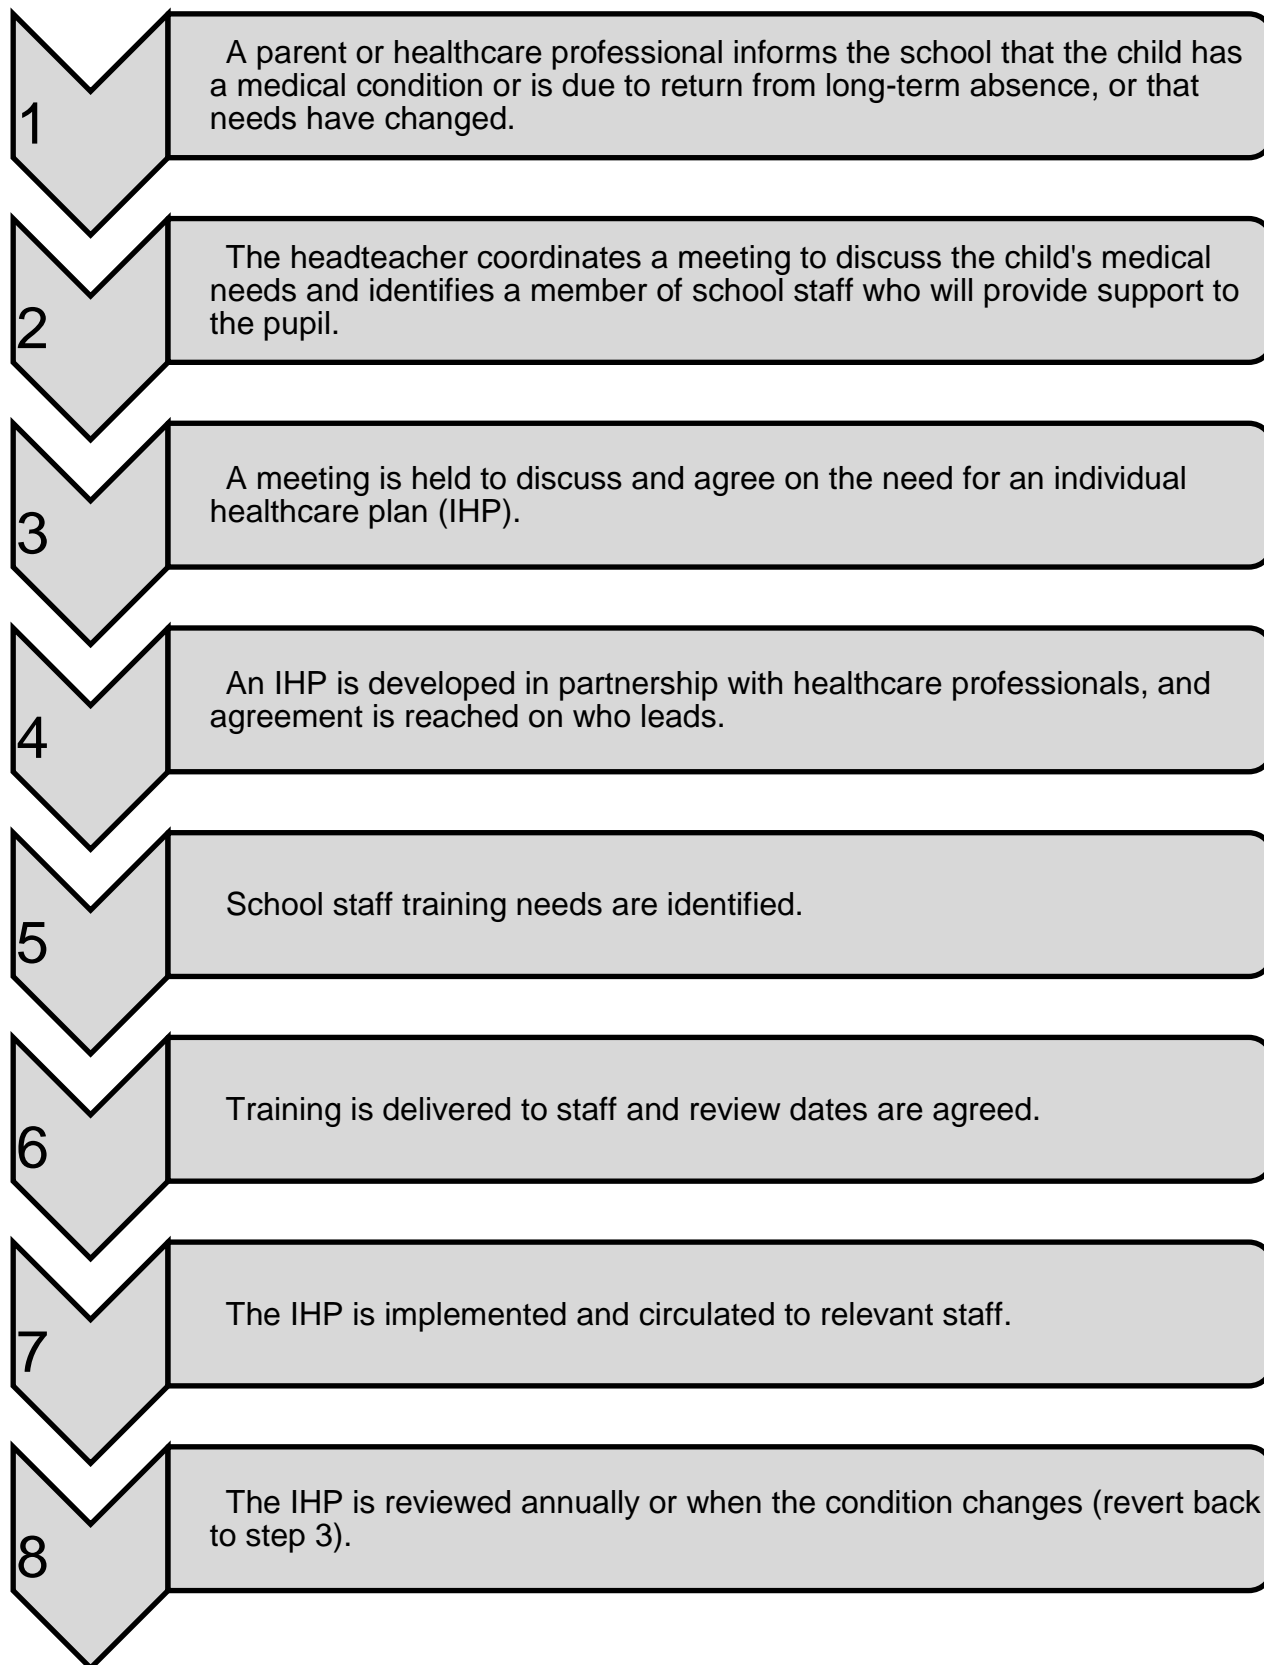 1
A parent or healthcare professional informs the school that the child has
a medical condition or is due to return from long-term absence, or that
needs have changed.
2
The headteacher coordinates a meeting to discuss the child's medical
needs and identifies a member of school staff who will provide support to
the pupil.
3
A meeting is held to discuss and agree on the need for an individual
healthcare plan (IHP).
4
An IHP is developed in partnership with healthcare professionals, and
agreement is reached on who leads.
5
School staff training needs are identified.
6
Training is delivered to staff and review dates are agreed.
7
The IHP is implemented and circulated to relevant staff.
8
The IHP is reviewed annually or when the condition changes (revert back
to step 3).